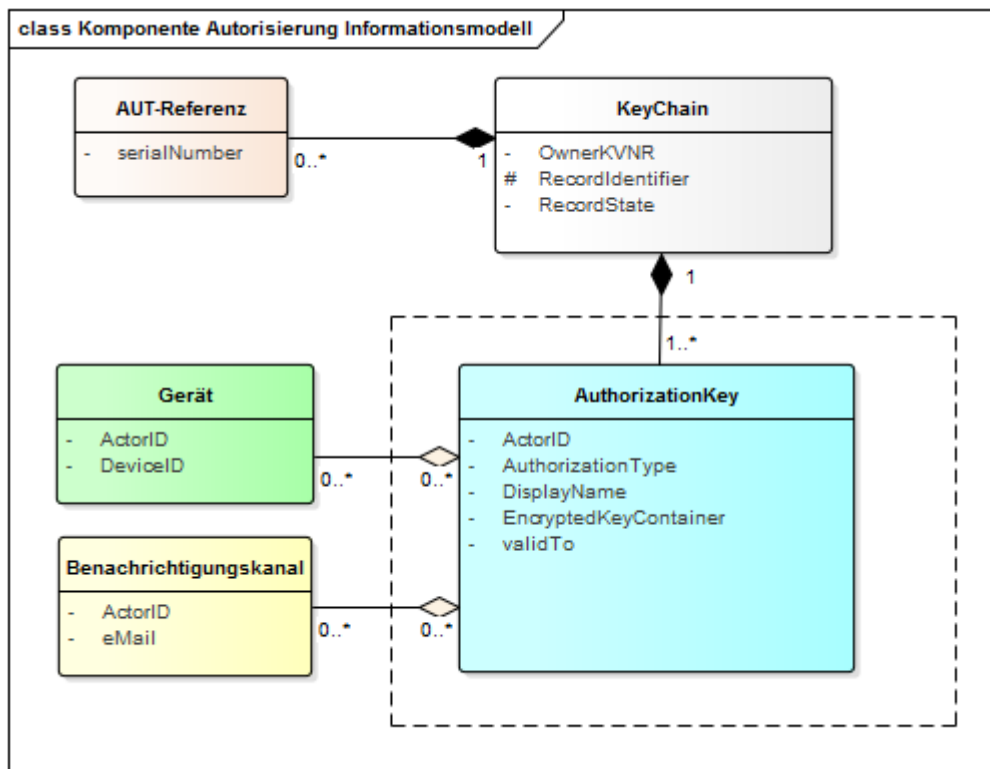 class Komponente Autorisierung Informationsmodell
AUT-Referenz
- serialNumber
KeyChain
- OwnerKVNR
# RecordIdentifier
- RecordState
0..*
1
1
1..*
Gerät
- ActorID
- DeviceID
AuthorizationKey
- ActorID
- AuthorizationType
- DisplayName
- EncryptedKeyContainer
- validTo
0..*
0..*
Benachrichtigungskanal
- ActorID
- eMail
0..*
0..*